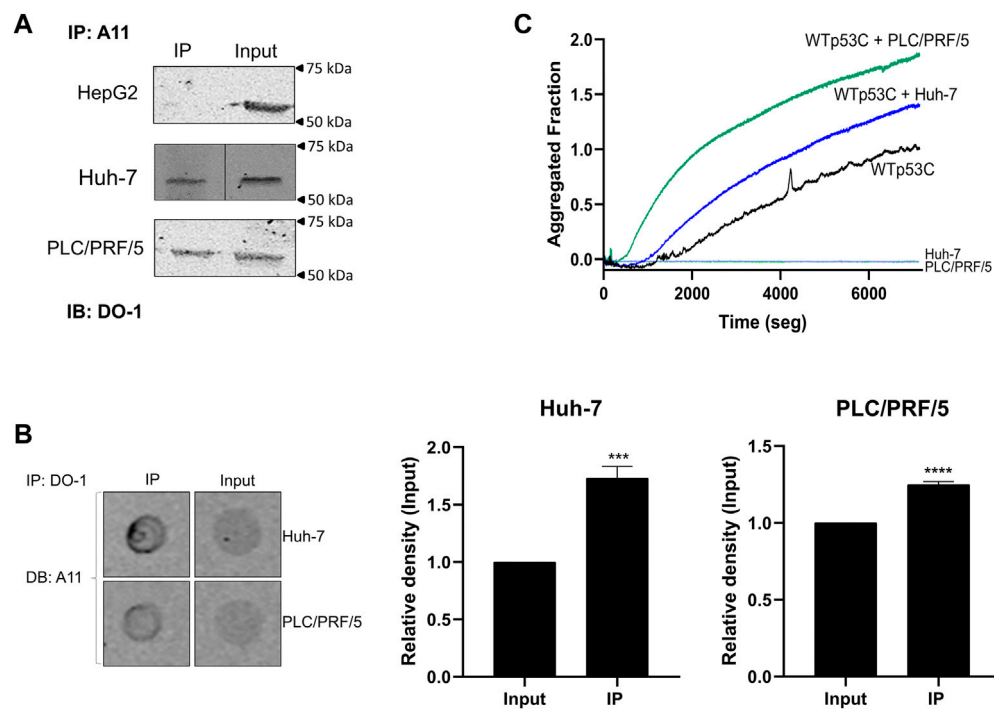 A
IP: A11
IP Input
HepG2
75 kDa
50 kDa
Huh-7
75 kDa
50 kDa
PLC/PRF/5
75 kDa
50 kDa
IB: DO-1
C
Aggregated Fraction
2.0
1.5
1.0
0.5
0.0
WTp53C + PLC/PRF/5
WTp53C + Huh-7
WTp53C
Huh-7
PLC/PRF/5
0 2000 4000 6000
Time (seg)
B
IP: DO-1
IP Input
Huh-7
DB: A11
PLC/PRF/5
Huh-7
Relative density (Input)
2.0
1.5
1.0
0.5
0.0
***
Input IP
PLC/PRF/5
Relative density (Input)
1.5
1.0
0.5
0.0
****
Input IP